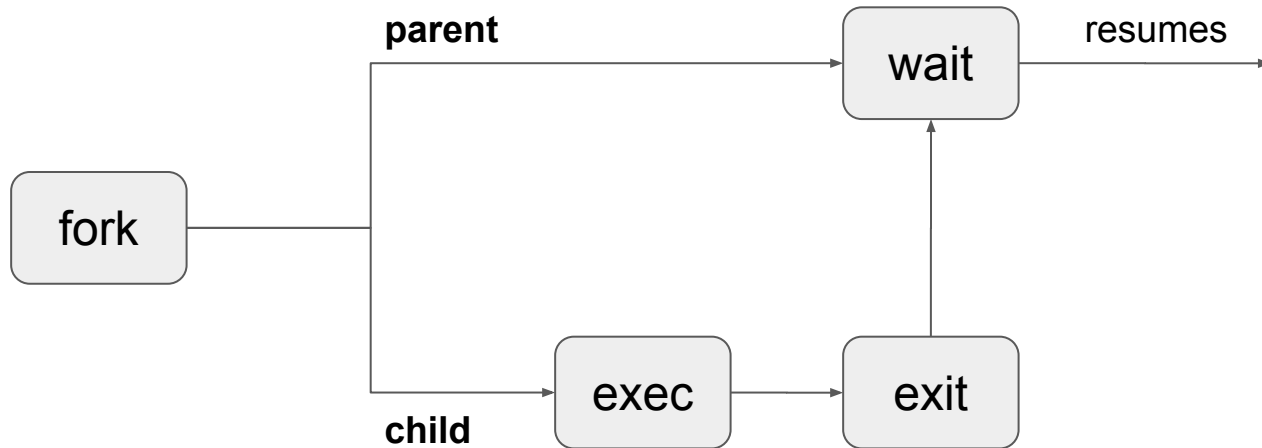 parent
wait
resumes
fork
exec
exit
child